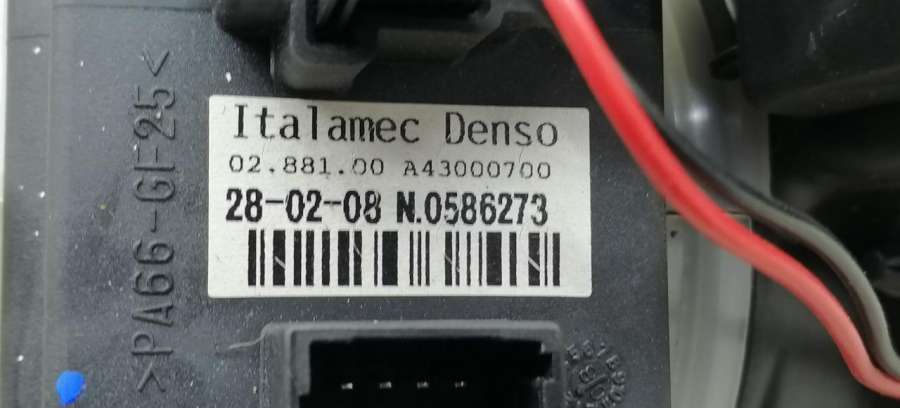 Italamec Denso
02.881.00 A43000700
28-02-08 N.0586273
>PA66-GF25<